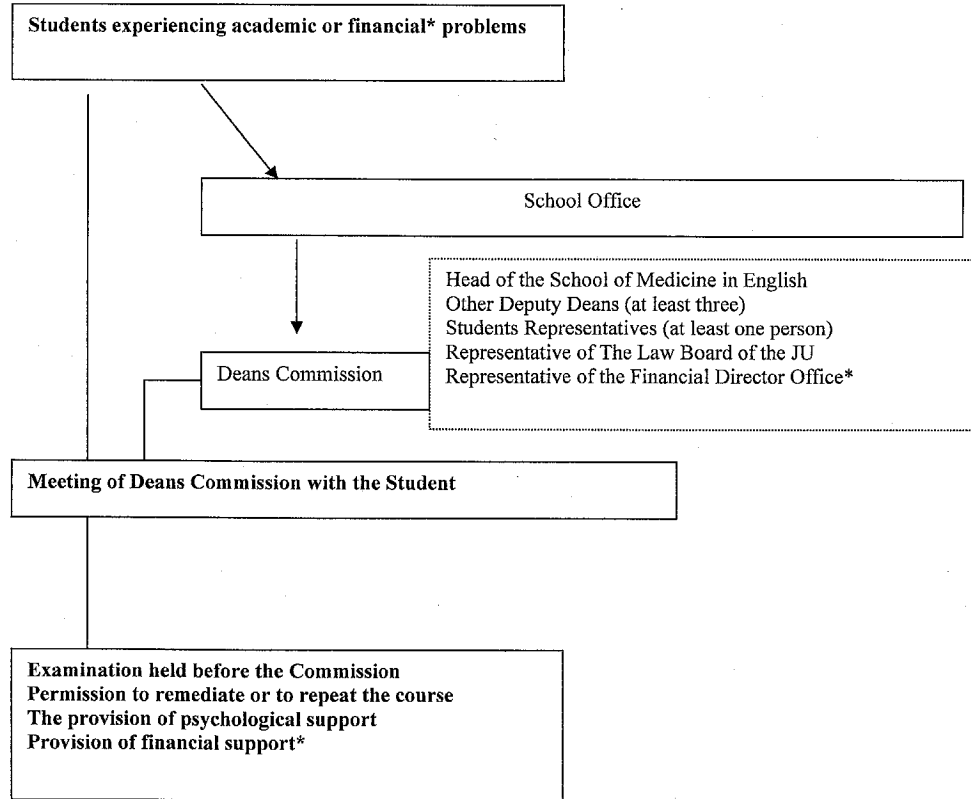 Students experiencing academic or financial* problems
School Office
Head of the School of Medicine in English
Other Deputy Deans (at least three)
Students Representatives (at least one person)
Representative of The Law Board of the JU
Representative of the Financial Director Office*
Deans Commission
Meeting of Deans Commission with the Student
Examination held before the Commission
Permission to remediate or to repeat the course
The provision of psychological support
Provision of financial support*